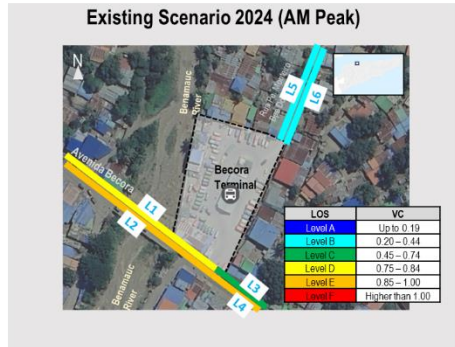 Existing Scenario 2024 (AM Peak)
N
Benamauc
River
L5
L6
Avenida Becora
Becora
Terminal
L1
L2
L3
L4
Benamauc
River
LOS VC
Level A Up to 0.19
Level B 0.20 – 0.44
Level C 0.45 – 0.74
Level D 0.75 – 0.84
Level E 0.85 – 1.00
Level F Higher than 1.00